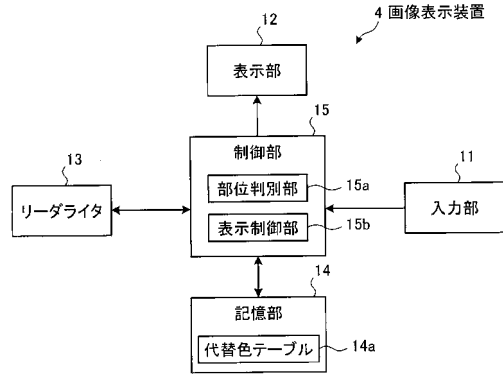 4 画像表示装置
12
表示部
15
制御部
部位判別部
15a
表示制御部
15b
13
リーダライタ
11
入力部
14
記憶部
代替色テーブル
14a